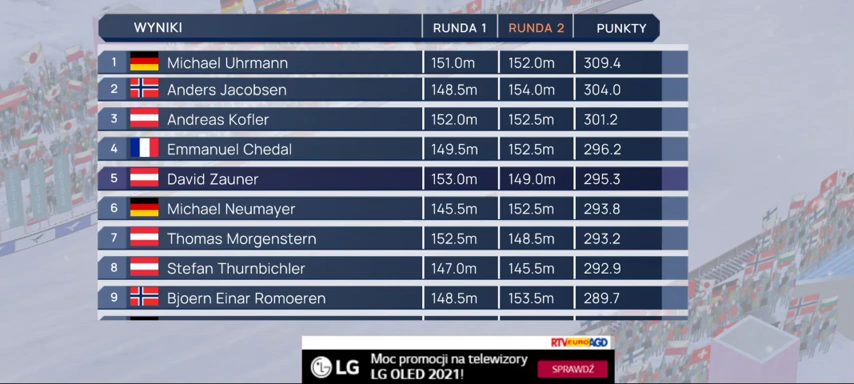 WYNIKI RUNDA 1 RUNDA 2 PUNKTY
1 Michael Uhrmann 151.0m 152.0m 309.4
2 Anders Jacobsen 148.5m 154.0m 304.0
3 Andreas Kofler 152.0m 152.5m 301.2
4 Emmanuel Chedal 149.5m 152.5m 296.2
5 David Zauner 153.0m 149.0m 295.3
6 Michael Neumayer 145.5m 152.5m 293.8
7 Thomas Morgenstern 152.5m 148.5m 293.2
8 Stefan Thurnbichler 147.0m 145.5m 292.9
9 Bjoern Einar Romoeren 148.5m 153.5m 289.7
RTV EURO AGD
LG Moc promocji na telewizory
LG OLED 2021!
SPRAWDŹ